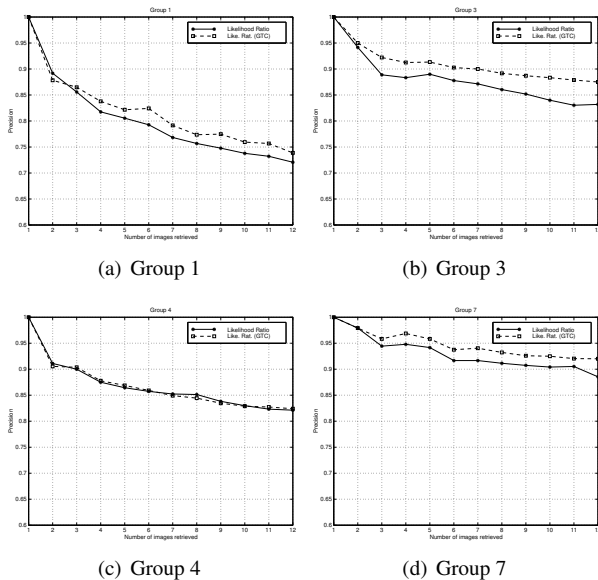 Group 1
1
0.95
0.9
0.85
0.8
0.75
0.7
0.65
0.6
Precision
1 2 3 4 5 6 7 8 9 10 11 12
Number of images retrieved
Likelihood Ratio
Like. Rat. (GTC)
(a) Group 1
Group 3
1
0.95
0.9
0.85
0.8
0.75
0.7
0.65
0.6
Precision
1 2 3 4 5 6 7 8 9 10 11 12
Number of images retrieved
Likelihood Ratio
Like. Rat. (GTC)
(b) Group 3
Group 4
1
0.95
0.9
0.85
0.8
0.75
0.7
0.65
0.6
Precision
1 2 3 4 5 6 7 8 9 10 11 12
Number of images retrieved
Likelihood Ratio
Like. Rat. (GTC)
(c) Group 4
Group 7
1
0.95
0.9
0.85
0.8
0.75
0.7
0.65
0.6
Precision
1 2 3 4 5 6 7 8 9 10 11 12
Number of images retrieved
Likelihood Ratio
Like. Rat. (GTC)
(d) Group 7